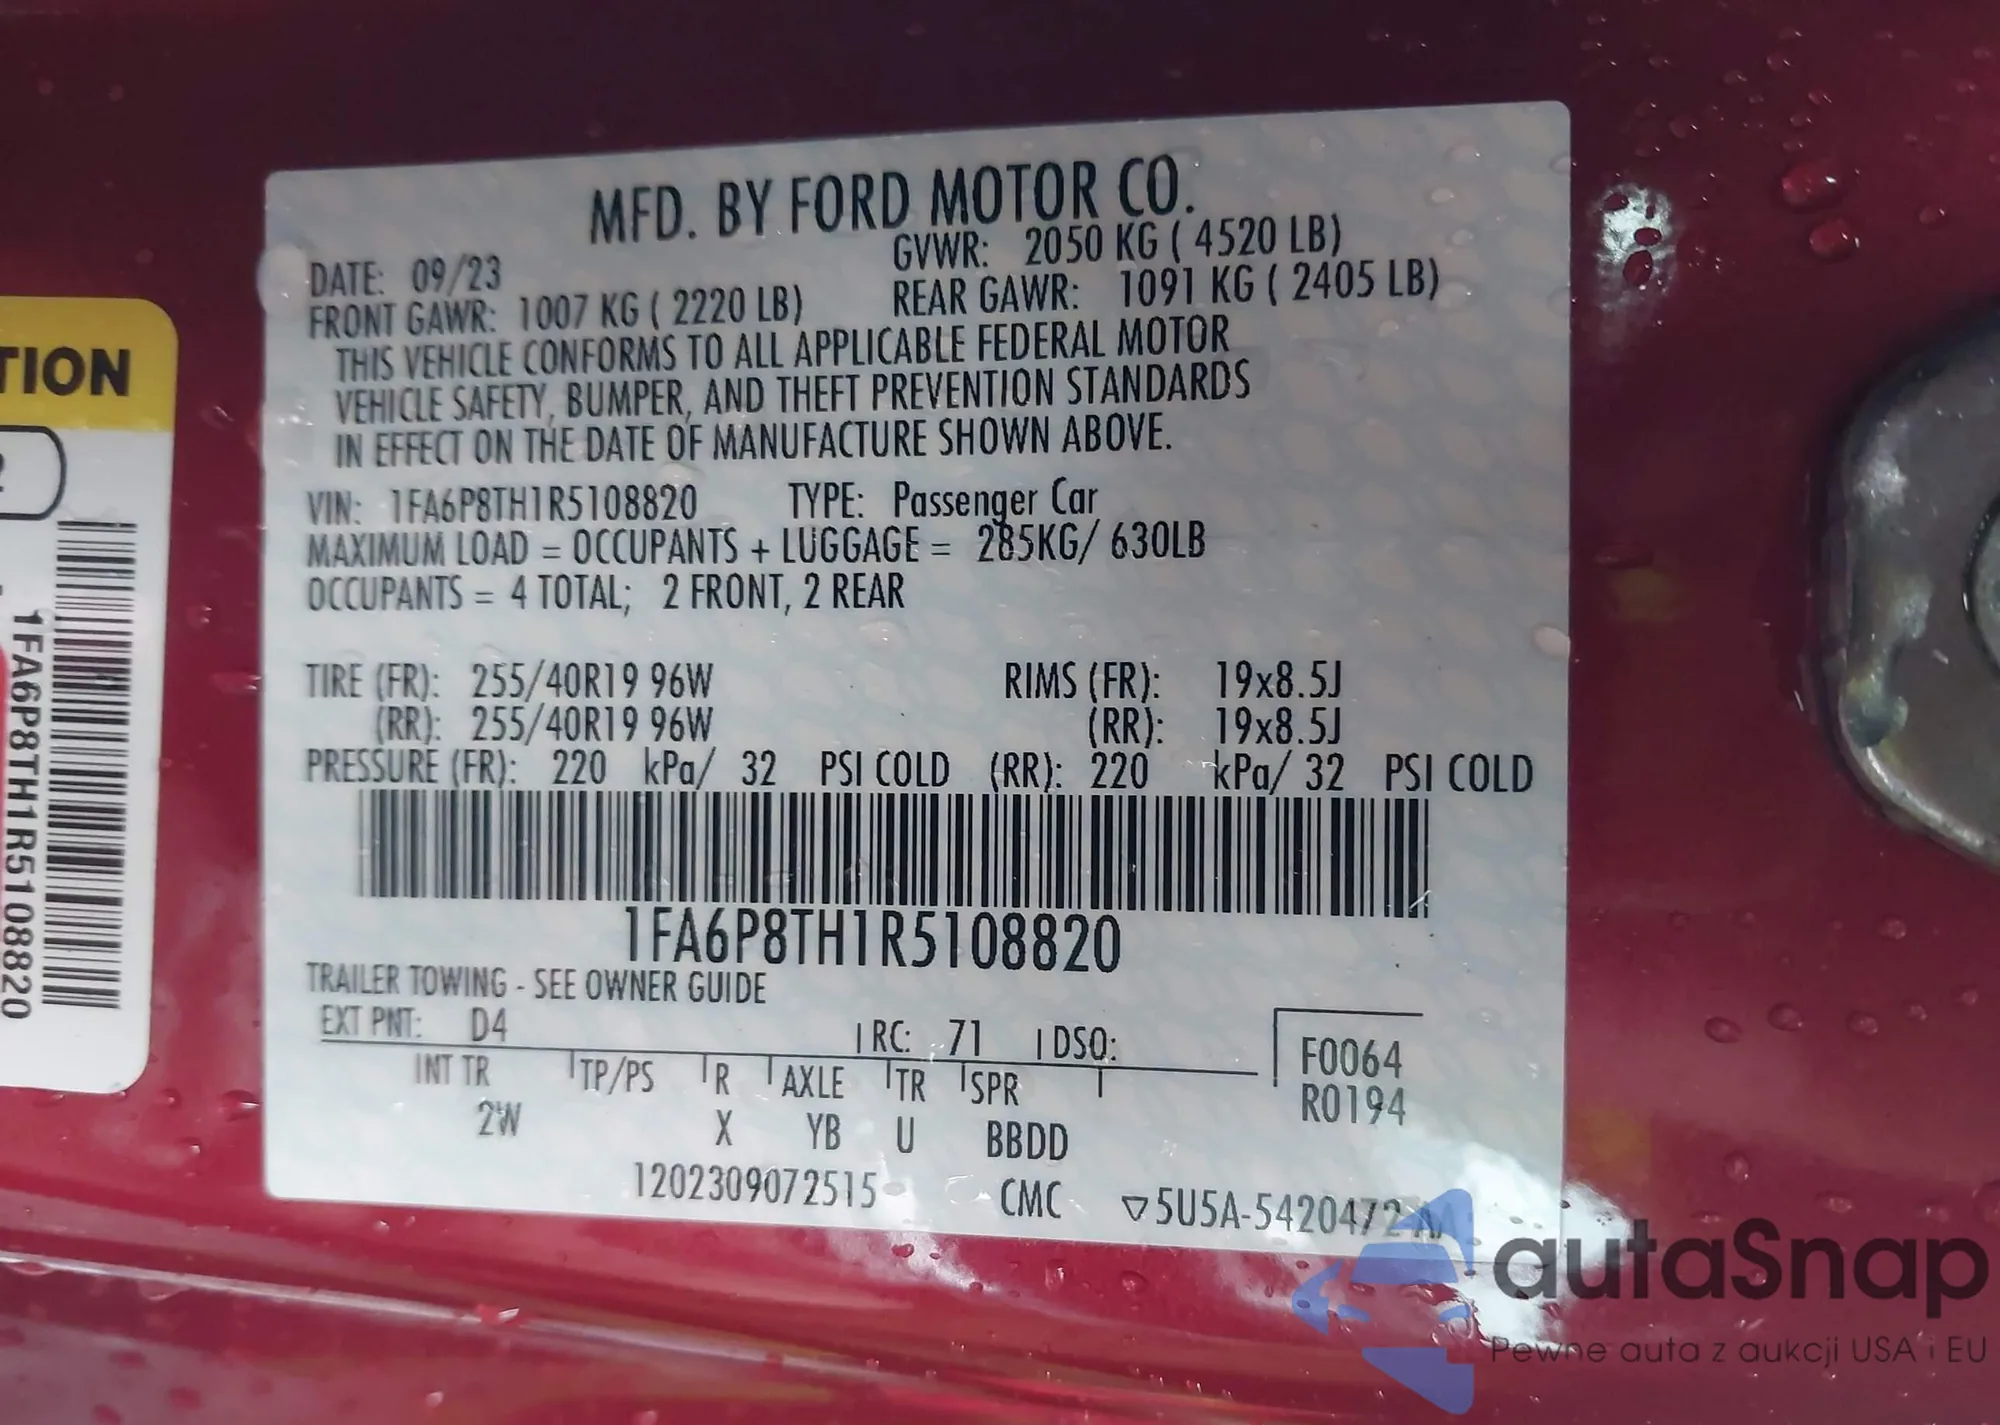 MFD. BY FORD MOTOR CO.
DATE: 09/23 GVWR: 2050 KG ( 4520 LB)
FRONT GAWR: 1007 KG ( 2220 LB) REAR GAWR: 1091 KG ( 2405 LB)
THIS VEHICLE CONFORMS TO ALL APPLICABLE FEDERAL MOTOR
VEHICLE SAFETY, BUMPER, AND THEFT PREVENTION STANDARDS
IN EFFECT ON THE DATE OF MANUFACTURE SHOWN ABOVE.
VIN: 1FA6P8TH1R5108820 TYPE: Passenger Car
MAXIMUM LOAD = OCCUPANTS + LUGGAGE = 285KG/ 630LB
OCCUPANTS = 4 TOTAL; 2 FRONT, 2 REAR
TIRE (FR): 255/40R19 96W RIMS (FR): 19x8.5J
(RR): 255/40R19 96W (RR): 19x8.5J
PRESSURE (FR): 220 kPa/ 32 PSI COLD (RR): 220 kPa/ 32 PSI COLD
1FA6P8TH1R5108820
TRAILER TOWING - SEE OWNER GUIDE
EXT PNT: D4 RC: 71 DSO:
F0064
R0194
INT TR TP/PS R AXLE TR SPR
2W X YB U BBDD
1202309072515 CMC ▽5U5A-5420472
TION
2
1FA6P8TH1R5108820
autaSnap
Pewne auta z aukcji USA i EU